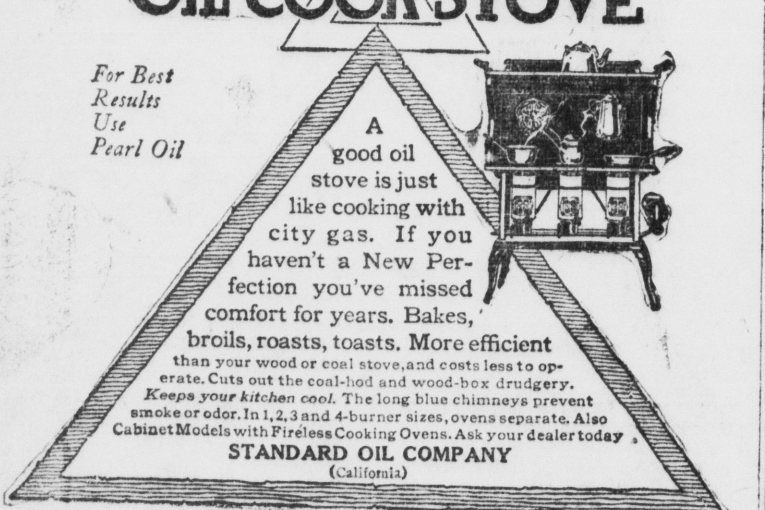 OIL COOK STOVE
For Best
Results
Use
Pearl Oil
A
good oil
stove is just
like cooking with
city gas. If you
haven't a New Per-
fection you've missed
comfort for years. Bakes,
broils, roasts, toasts. More efficient
than your wood or coal stove, and costs less to op-
erate. Cuts out the coal-hod and wood-box drudgery.
Keeps your kitchen cool. The long blue chimneys prevent
smoke or odor. In 1, 2, 3 and 4-burner sizes, ovens separate. Also
Cabinet Models with Fireless Cooking Ovens. Ask your dealer today.
STANDARD OIL COMPANY
(California)